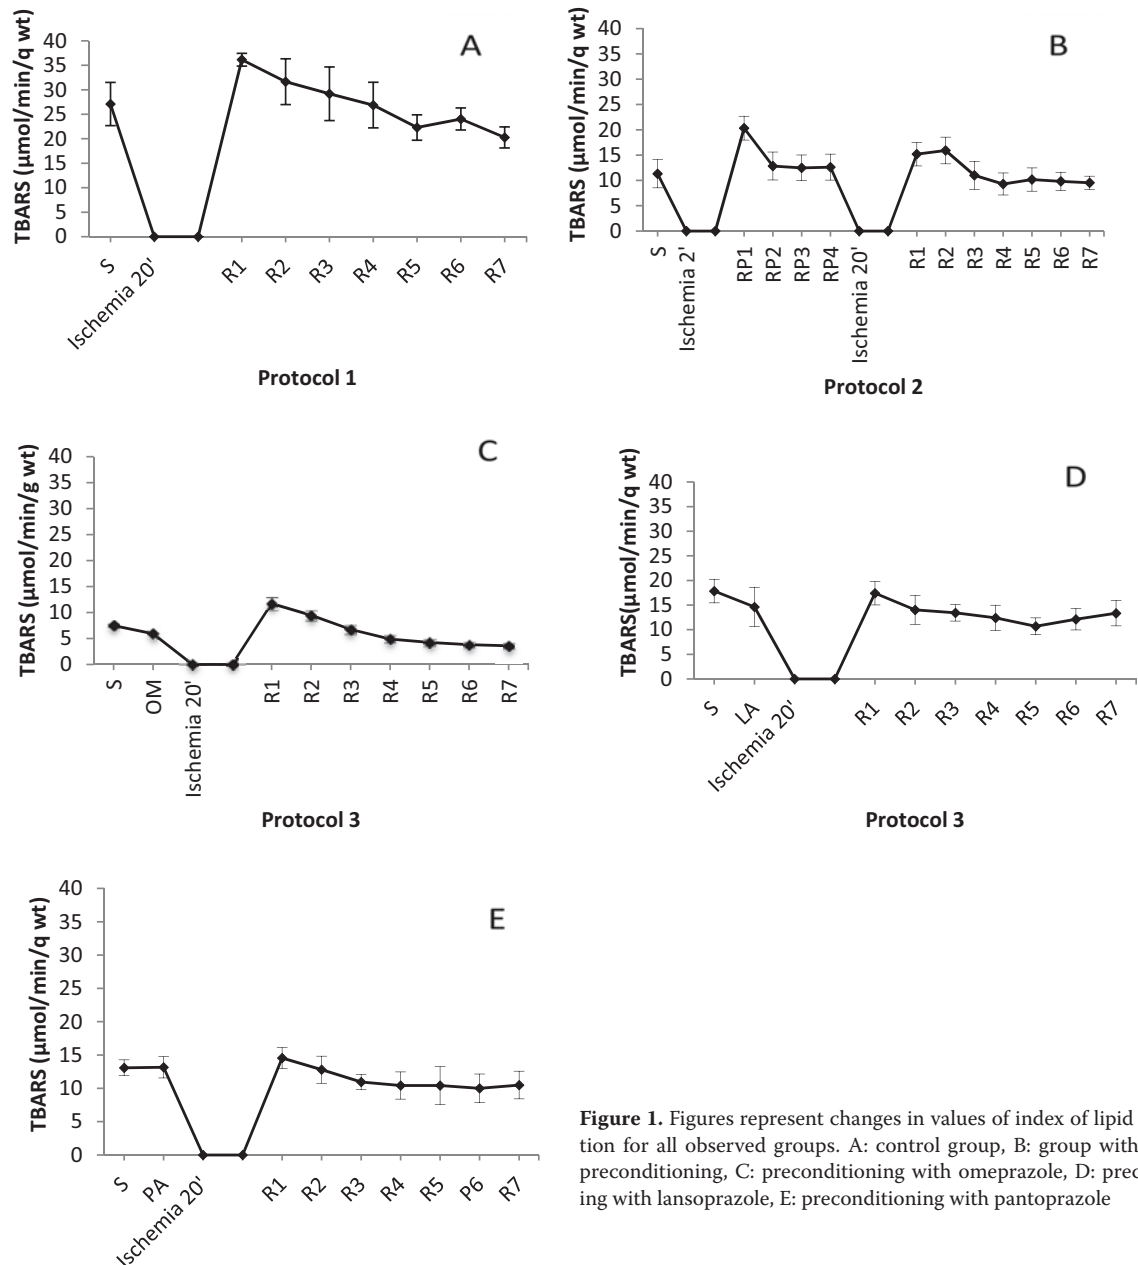 A
TBARS (µmol/min/q wt)
40
35
30
25
20
15
10
5
0
S
Ischemia 20'
R1
R2
R3
R4
R5
R6
R7
Protocol 1
B
TBARS (µmol/min/q wt)
40
35
30
25
20
15
10
5
0
S
Ischemia 2'
RP1
RP2
RP3
RP4
Ischemia 20'
R1
R2
R3
R4
R5
R6
R7
Protocol 2
C
TBARS (µmol/min/g wt)
40
35
30
25
20
15
10
5
0
S
OM
Ischemia 20'
R1
R2
R3
R4
R5
R6
R7
Protocol 3
D
TBARS(µmol/min/q wt)
40
35
30
25
20
15
10
5
0
S
LA
Ischemia 20'
R1
R2
R3
R4
R5
R6
R7
Protocol 3
E
TBARS (µmol/min/q wt)
40
35
30
25
20
15
10
5
0
S
PA
Ischemia 20'
R1
R2
R3
R4
R5
P6
R7
Figure 1. Figures represent changes in values of index of lipid
tion for all observed groups. A: control group, B: group with
preconditioning, C: preconditioning with omeprazole, D: prec
ing with lansoprazole, E: preconditioning with pantoprazole